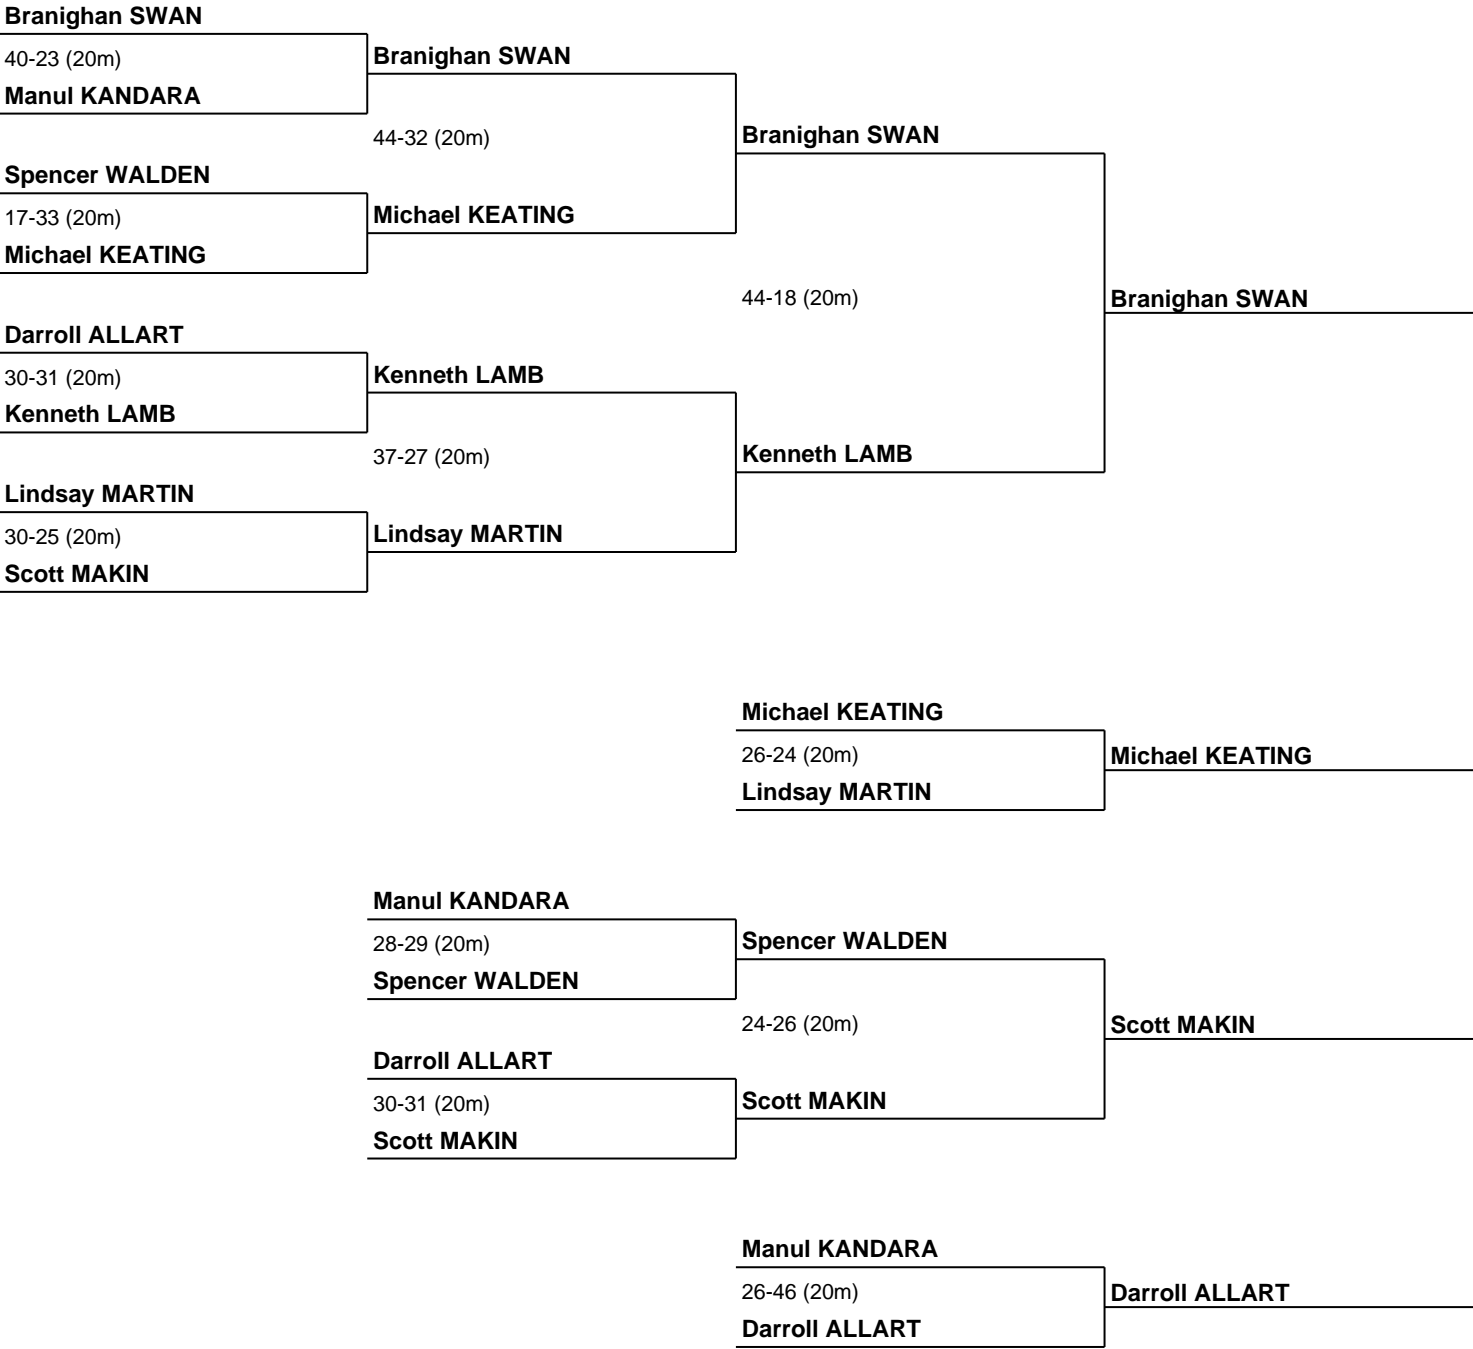 Branighan SWAN
40-23 (20m)
Manul KANDARA
Spencer WALDEN
17-33 (20m)
Michael KEATING
Darroll ALLART
30-31 (20m)
Kenneth LAMB
Lindsay MARTIN
30-25 (20m)
Scott MAKIN
Branighan SWAN
44-32 (20m)
Michael KEATING
Kenneth LAMB
37-27 (20m)
Lindsay MARTIN
Branighan SWAN
44-18 (20m)
Kenneth LAMB
Branighan SWAN
Michael KEATING
26-24 (20m)
Lindsay MARTIN
Michael KEATING
Manul KANDARA
28-29 (20m)
Spencer WALDEN
Darroll ALLART
30-31 (20m)
Scott MAKIN
Spencer WALDEN
24-26 (20m)
Scott MAKIN
Scott MAKIN
Manul KANDARA
26-46 (20m)
Darroll ALLART
Darroll ALLART